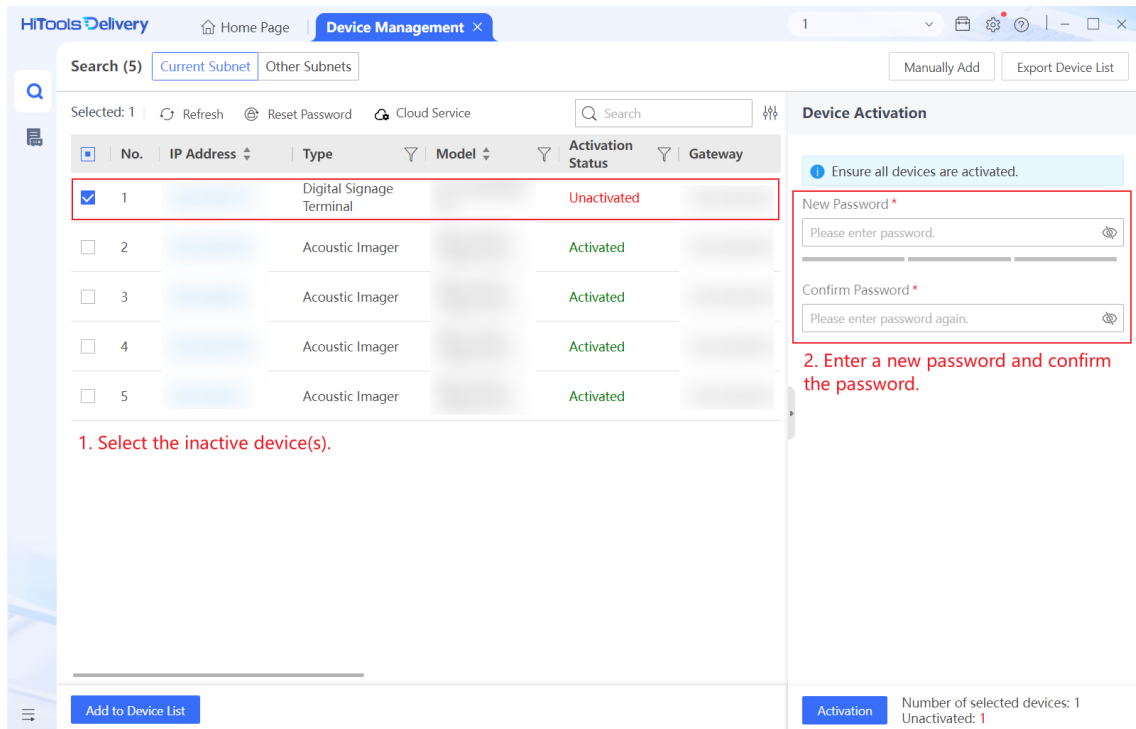 HiTools Delivery
Home Page
Device Management ×
1
Search (5) Current Subnet Other Subnets
Manually Add
Export Device List
Selected: 1 Refresh Reset Password Cloud Service
Search
Device Activation
No. IP Address Type Model Activation Status Gateway
Ensure all devices are activated.
1 Digital Signage Terminal Unactivated
New Password *
Please enter password.
2 Acoustic Imager Activated
3 Acoustic Imager Activated
Confirm Password *
Please enter password again.
4 Acoustic Imager Activated
2. Enter a new password and confirm
the password.
5 Acoustic Imager Activated
1. Select the inactive device(s).
Add to Device List
Activation
Number of selected devices: 1
Unactivated: 1